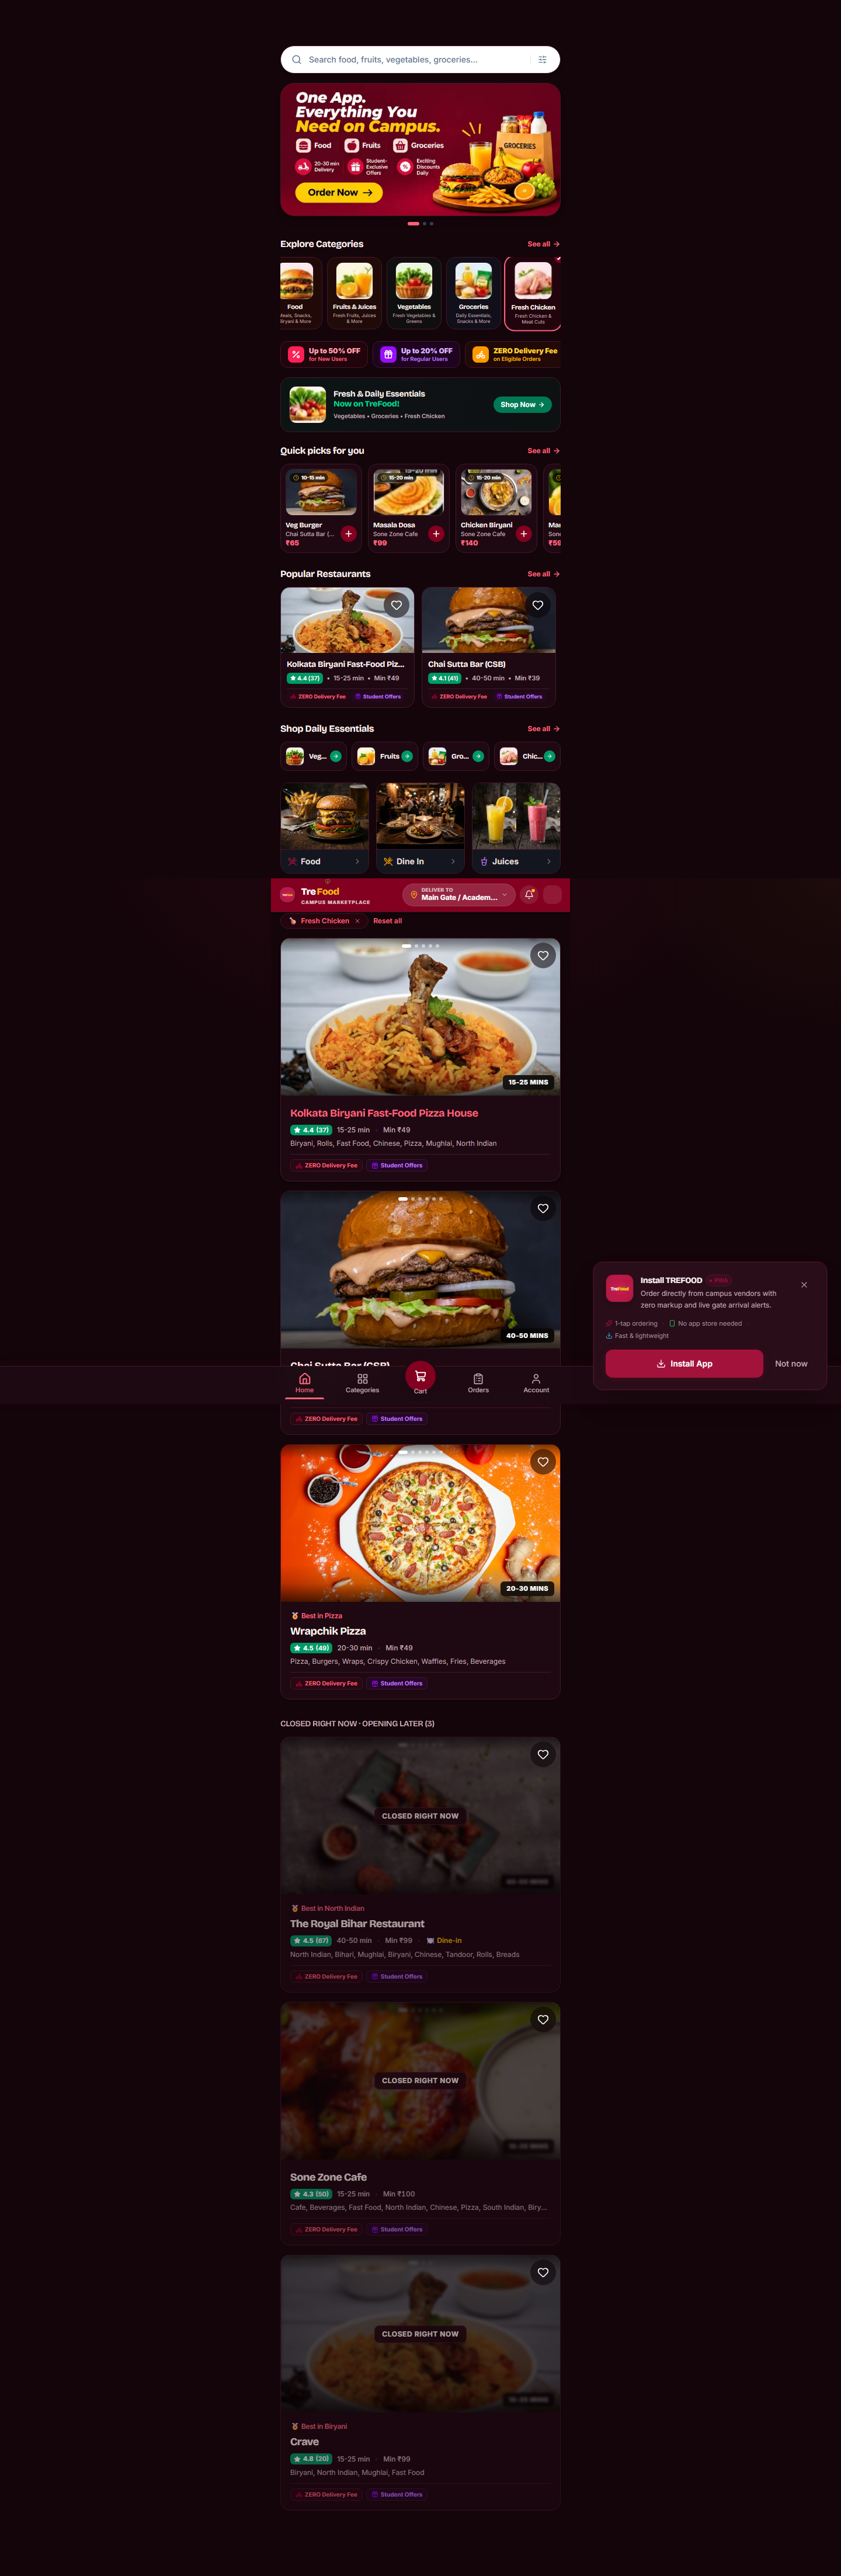 Search food, fruits, vegetables, groceries...
One App.
Everything You
Need on Campus.
Food
Fruits
Groceries
20-30 min
Delivery
Student-
Exclusive
Offers
Exciting
Discounts
Daily
GROCERIES
Order Now →
Explore Categories
See all →
Food
Meals, Snacks,
Biryani & More
Fruits & Juices
Fresh Fruits, Juices
& More
Vegetables
Fresh Vegetables &
Greens
Groceries
Daily Essentials,
Snacks & More
Fresh Chicken
Fresh Chicken &
Meat Cuts
Up to 50% OFF
for New Users
Up to 20% OFF
for Regular Users
ZERO Delivery Fee
on Eligible Orders
Fresh & Daily Essentials
Now on TreFood!
Vegetables • Groceries • Fresh Chicken
Shop Now →
Quick picks for you
See all →
10-15 min
Veg Burger
Chai Sutta Bar (...
₹65
15-20 min
15-20 min
Masala Dosa
Sone Zone Cafe
₹99
15-20 min
Chicken Biryani
Sone Zone Cafe
₹140
Popular Restaurants
See all →
Kolkata Biryani Fast-Food Piz...
★ 4.4 (37) • 15-25 min • Min ₹49
ZERO Delivery Fee
Student Offers
Chai Sutta Bar (CSB)
★ 4.1 (41) • 40-50 min • Min ₹39
ZERO Delivery Fee
Student Offers
Shop Daily Essentials
See all →
Veg...
Fruits
Gro...
Chic...
Food
Dine In
Juices
TreFood
TreFood
CAMPUS MARKETPLACE
DELIVER TO
Main Gate / Academ...
Fresh Chicken ×
Reset all
15-25 MINS
Kolkata Biryani Fast-Food Pizza House
★ 4.4 (37) 15-25 min · Min ₹49
Biryani, Rolls, Fast Food, Chinese, Pizza, Mughlai, North Indian
ZERO Delivery Fee
Student Offers
40-50 MINS
Chai Sutta Bar (CSB)
Home
Categories
Cart
Orders
Account
ZERO Delivery Fee
Student Offers
TreFood
Install TREFOOD
• PWA
Order directly from campus vendors with
zero markup and live gate arrival alerts.
1-tap ordering
No app store needed
Fast & lightweight
Install App
Not now
20-30 MINS
Best in Pizza
Wrapchik Pizza
★ 4.5 (49) 20-30 min · Min ₹49
Pizza, Burgers, Wraps, Crispy Chicken, Waffles, Fries, Beverages
ZERO Delivery Fee
Student Offers
CLOSED RIGHT NOW · OPENING LATER (3)
CLOSED RIGHT NOW
Best in North Indian
The Royal Bihar Restaurant
★ 4.5 (67) 40-50 min · Min ₹99 · Dine-in
North Indian, Bihari, Mughlai, Biryani, Chinese, Tandoor, Rolls, Breads
ZERO Delivery Fee
Student Offers
CLOSED RIGHT NOW
Sone Zone Cafe
★ 4.3 (50) 15-25 min · Min ₹100
Cafe, Beverages, Fast Food, North Indian, Chinese, Pizza, South Indian, Biry...
ZERO Delivery Fee
Student Offers
CLOSED RIGHT NOW
Best in Biryani
Crave
★ 4.8 (20) 15-25 min · Min ₹99
Biryani, North Indian, Mughlai, Fast Food
ZERO Delivery Fee
Student Offers